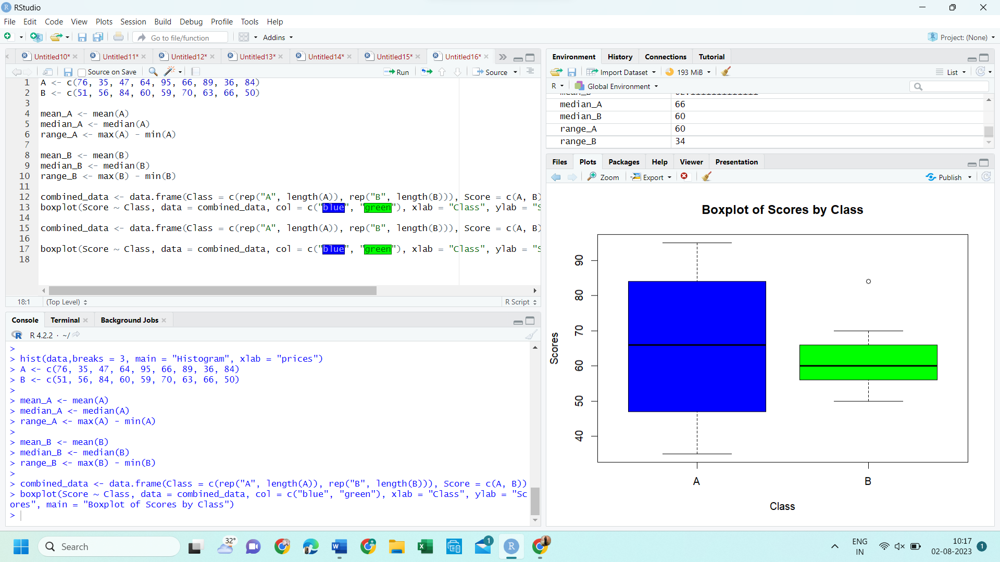 RStudio
File Edit Code View Plots Session Build Debug Profile Tools Help
Go to file/function Addins Project: (None)
Untitled10* Untitled11* Untitled12* Untitled13* Untitled14* Untitled15* Untitled16*
Source on Save Run Source
1 A <- c(76, 35, 47, 64, 95, 66, 89, 36, 84)
2 B <- c(51, 56, 84, 60, 59, 70, 63, 66, 50)
3
4 mean_A <- mean(A)
5 median_A <- median(A)
6 range_A <- max(A) - min(A)
7
8 mean_B <- mean(B)
9 median_B <- median(B)
10 range_B <- max(B) - min(B)
11
12 combined_data <- data.frame(Class = c(rep("A", length(A)), rep("B", length(B))), Score = c(A, B)
13 boxplot(Score ~ Class, data = combined_data, col = c("blue", "green"), xlab = "Class", ylab = "S
14
15 combined_data <- data.frame(Class = c(rep("A", length(A)), rep("B", length(B))), Score = c(A, B)
16
17 boxplot(Score ~ Class, data = combined_data, col = c("blue", "green"), xlab = "Class", ylab = "S
18
18:1 (Top Level) R Script
Console Terminal Background Jobs
R 4.2.2 · ~/
>
> hist(data,breaks = 3, main = "Histogram", xlab = "prices")
> A <- c(76, 35, 47, 64, 95, 66, 89, 36, 84)
> B <- c(51, 56, 84, 60, 59, 70, 63, 66, 50)
>
> mean_A <- mean(A)
> median_A <- median(A)
> range_A <- max(A) - min(A)
>
> mean_B <- mean(B)
> median_B <- median(B)
> range_B <- max(B) - min(B)
>
> combined_data <- data.frame(Class = c(rep("A", length(A)), rep("B", length(B))), Score = c(A, B))
> boxplot(Score ~ Class, data = combined_data, col = c("blue", "green"), xlab = "Class", ylab = "Sc
ores", main = "Boxplot of Scores by Class")
>
Environment History Connections Tutorial
Import Dataset 193 MiB List
R Global Environment
median_A 66
median_B 60
range_A 60
range_B 34
Files Plots Packages Help Viewer Presentation
Zoom Export Publish
Boxplot of Scores by Class
Scores
90
80
70
60
50
40
A B
Class
Search 32° 1 ENG IN 10:17 02-08-2023 1